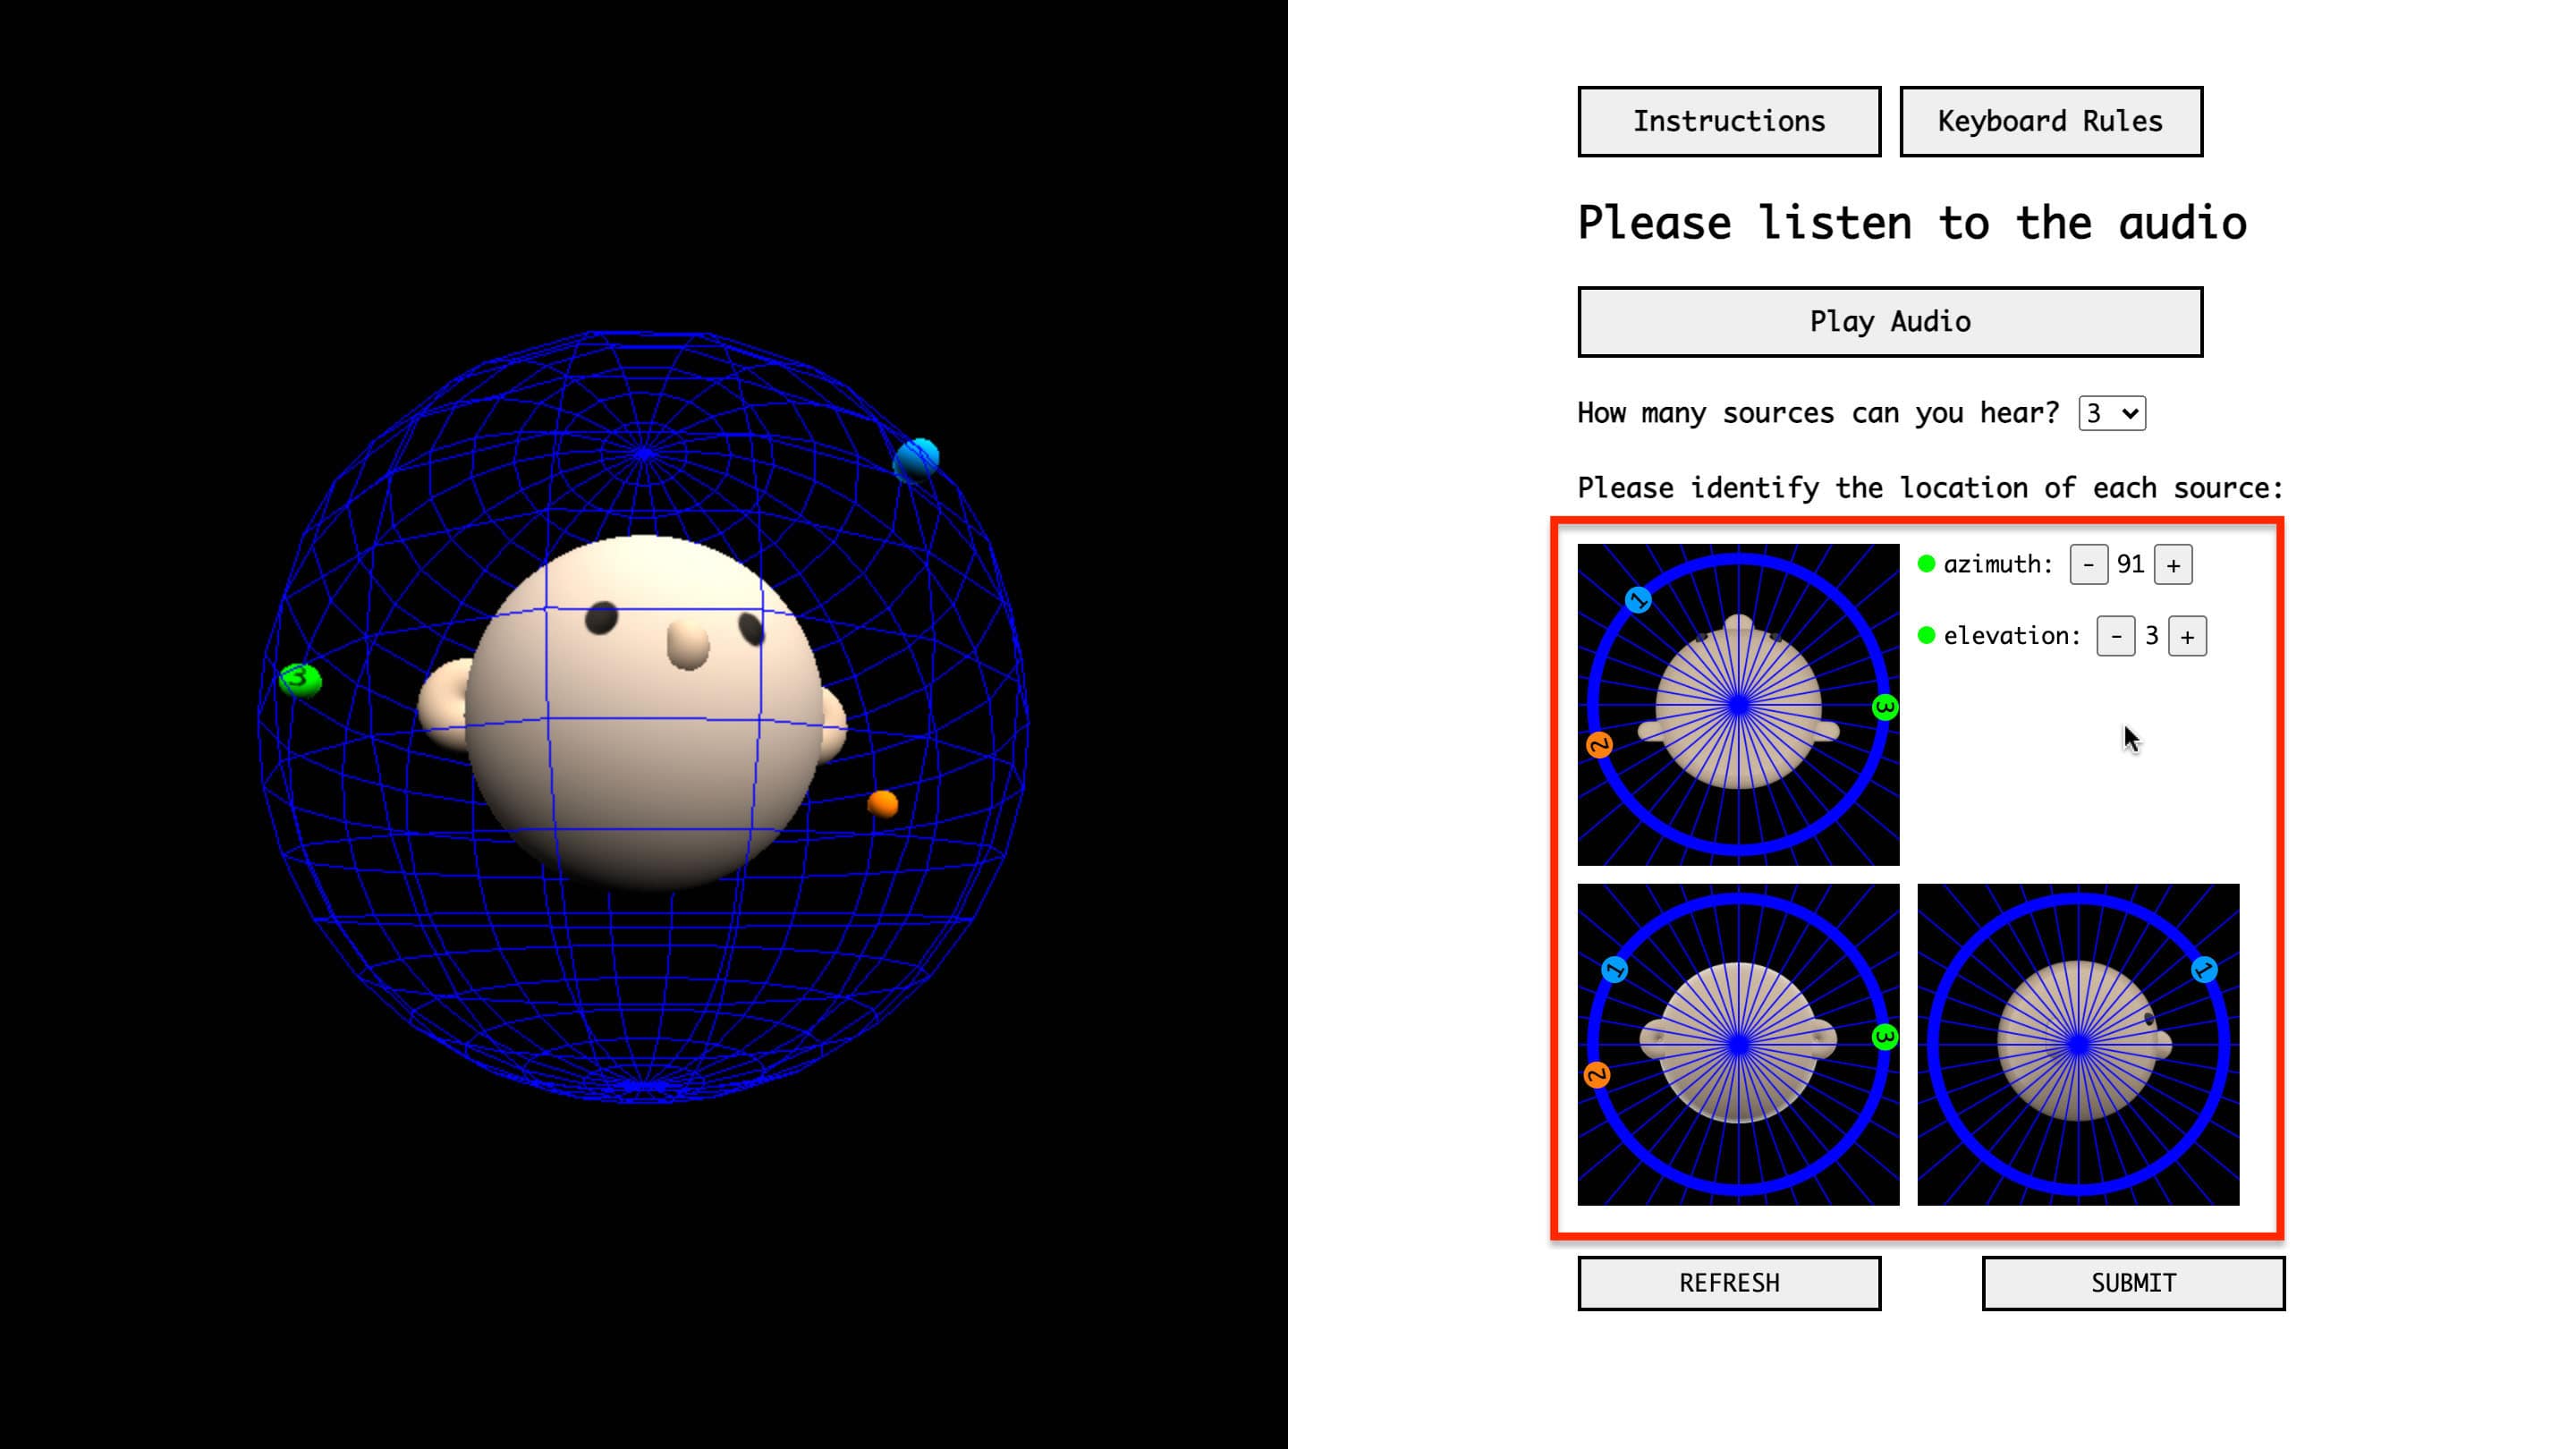 Instructions
Keyboard Rules
Please listen to the audio
Play Audio
How many sources can you hear? 3
Please identify the location of each source:
azimuth: - 91 +
elevation: - 3 +
1
2
3
1
2
3
1
3
REFRESH
SUBMIT